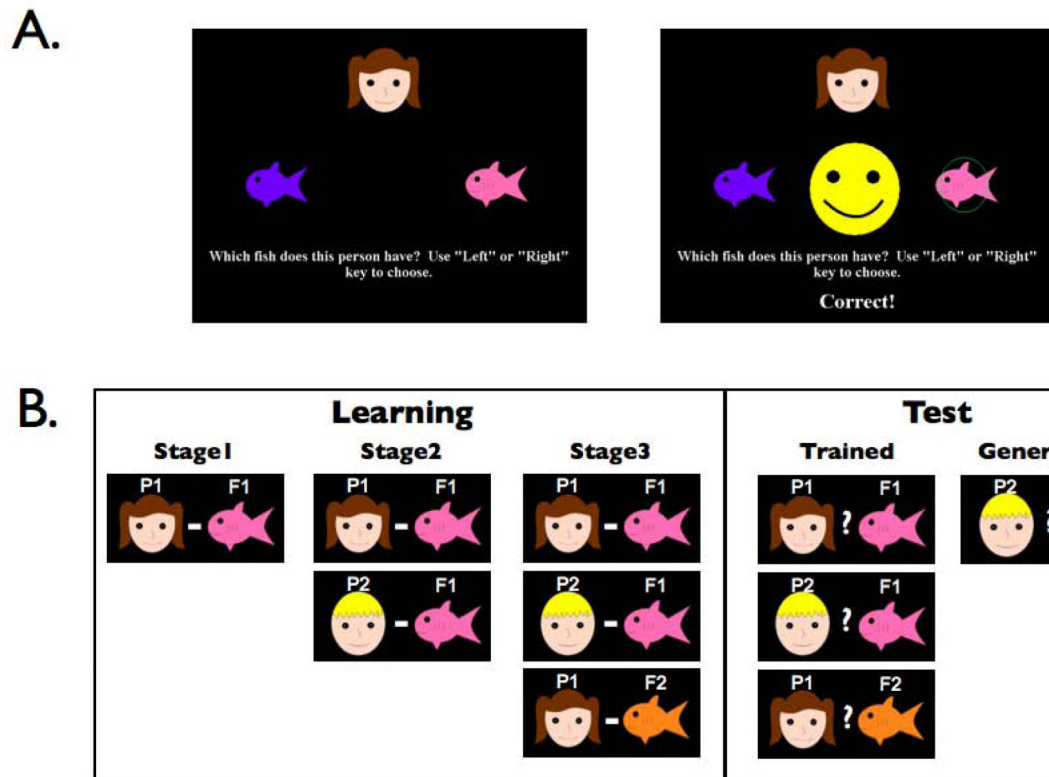 A.
Which fish does this person have? Use "Left" or "Right"
key to choose.
Which fish does this person have? Use "Left" or "Right"
key to choose.
Correct!
B.
Learning
Test
Stage1
Stage2
Stage3
Trained
Gener
P1 F1
P1 F1
P1 F1
P1 ? F1
P2
P2 F1
P2 F1
P2 ? F1
P1 F2
P1 ? F2